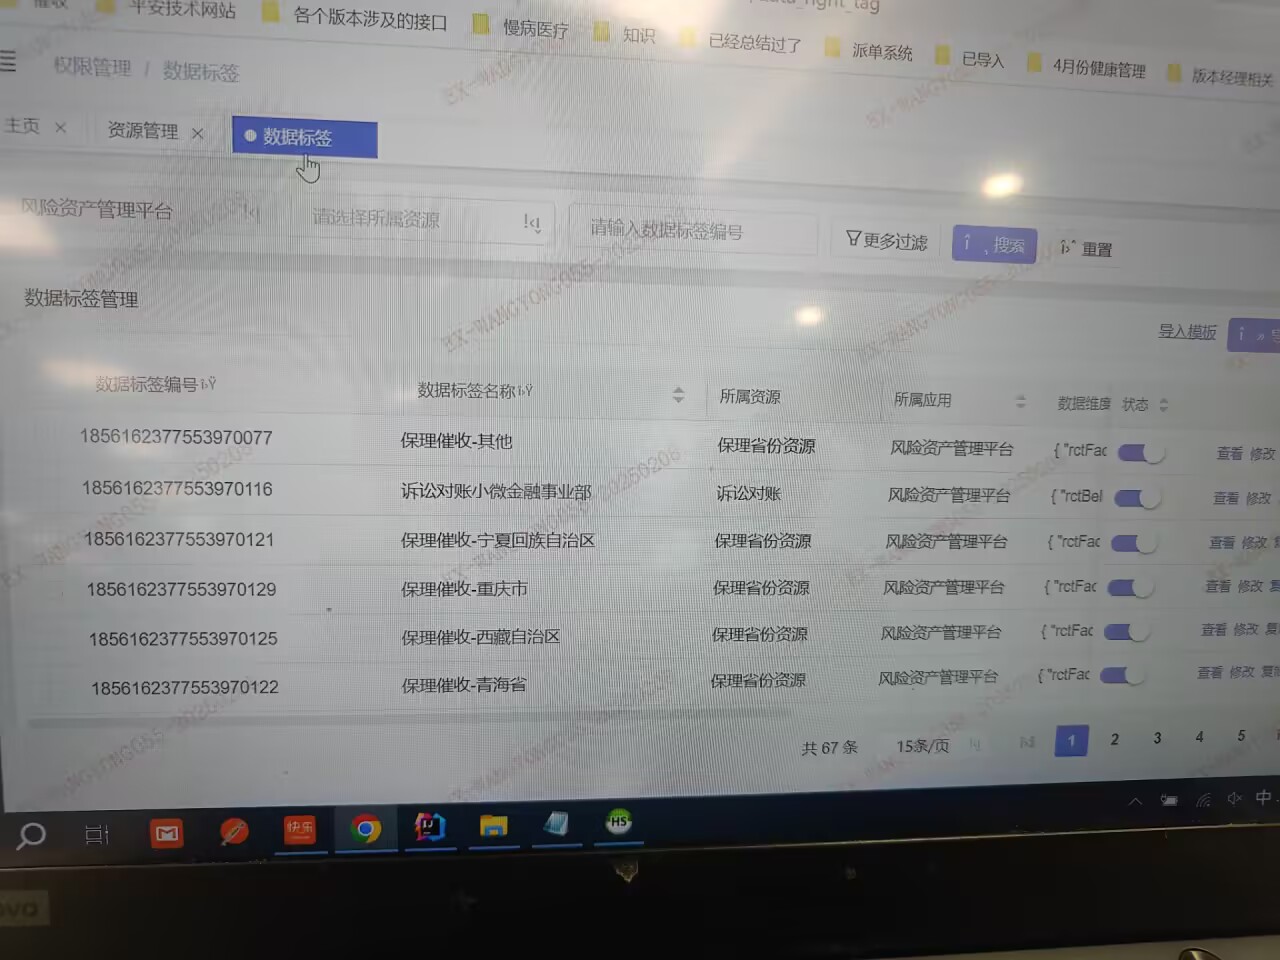 平安技术网站 各个版本涉及的接口 慢病医疗 知识 已经总结过了 派单系统 已导入 4月份健康管理 版本经理相关
权限管理 / 数据标签
主页 × 资源管理 × 数据标签
风险资产管理平台 请选择所属资源 请输入数据标签编号 更多过滤 搜索 重置
数据标签管理
导入模板
数据标签编号 数据标签名称 所属资源 所属应用 数据维度 状态
1856162377553970077 保理催收-其他 保理省份资源 风险资产管理平台 { "rctFac 查看 修改
1856162377553970116 诉讼对账小微金融事业部 诉讼对账 风险资产管理平台 { "rctBel 查看 修改
1856162377553970121 保理催收-宁夏回族自治区 保理省份资源 风险资产管理平台 { "rctFac 查看 修改
1856162377553970129 保理催收-重庆市 保理省份资源 风险资产管理平台 { "rctFac 查看 修改
1856162377553970125 保理催收-西藏自治区 保理省份资源 风险资产管理平台 { "rctFac 查看 修改
1856162377553970122 保理催收-青海省 保理省份资源 风险资产管理平台 { "rctFac 查看 修改
共 67 条 15条/页 1 2 3 4 5
快乐 HS 中
EX-WANGYONG055-20250208